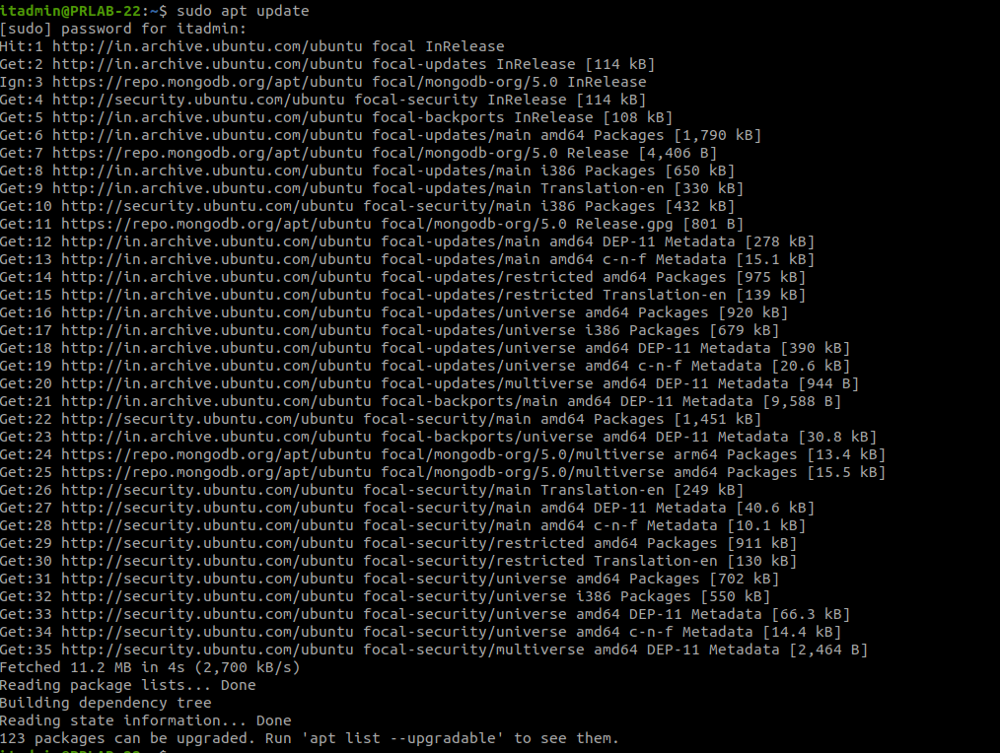 itadmin@PRLAB-22:~$ sudo apt update
[sudo] password for itadmin:
Hit:1 http://in.archive.ubuntu.com/ubuntu focal InRelease
Get:2 http://in.archive.ubuntu.com/ubuntu focal-updates InRelease [114 kB]
Ign:3 https://repo.mongodb.org/apt/ubuntu focal/mongodb-org/5.0 InRelease
Get:4 http://security.ubuntu.com/ubuntu focal-security InRelease [114 kB]
Get:5 http://in.archive.ubuntu.com/ubuntu focal-backports InRelease [108 kB]
Get:6 http://in.archive.ubuntu.com/ubuntu focal-updates/main amd64 Packages [1,790 kB]
Get:7 https://repo.mongodb.org/apt/ubuntu focal/mongodb-org/5.0 Release [4,406 B]
Get:8 http://in.archive.ubuntu.com/ubuntu focal-updates/main i386 Packages [650 kB]
Get:9 http://in.archive.ubuntu.com/ubuntu focal-updates/main Translation-en [330 kB]
Get:10 http://security.ubuntu.com/ubuntu focal-security/main i386 Packages [432 kB]
Get:11 https://repo.mongodb.org/apt/ubuntu focal/mongodb-org/5.0 Release.gpg [801 B]
Get:12 http://in.archive.ubuntu.com/ubuntu focal-updates/main amd64 DEP-11 Metadata [278 kB]
Get:13 http://in.archive.ubuntu.com/ubuntu focal-updates/main amd64 c-n-f Metadata [15.1 kB]
Get:14 http://in.archive.ubuntu.com/ubuntu focal-updates/restricted amd64 Packages [975 kB]
Get:15 http://in.archive.ubuntu.com/ubuntu focal-updates/restricted Translation-en [139 kB]
Get:16 http://in.archive.ubuntu.com/ubuntu focal-updates/universe amd64 Packages [920 kB]
Get:17 http://in.archive.ubuntu.com/ubuntu focal-updates/universe i386 Packages [679 kB]
Get:18 http://in.archive.ubuntu.com/ubuntu focal-updates/universe amd64 DEP-11 Metadata [390 kB]
Get:19 http://in.archive.ubuntu.com/ubuntu focal-updates/universe amd64 c-n-f Metadata [20.6 kB]
Get:20 http://in.archive.ubuntu.com/ubuntu focal-updates/multiverse amd64 DEP-11 Metadata [944 B]
Get:21 http://in.archive.ubuntu.com/ubuntu focal-backports/main amd64 DEP-11 Metadata [9,588 B]
Get:22 http://security.ubuntu.com/ubuntu focal-security/main amd64 Packages [1,451 kB]
Get:23 http://in.archive.ubuntu.com/ubuntu focal-backports/universe amd64 DEP-11 Metadata [30.8 kB]
Get:24 https://repo.mongodb.org/apt/ubuntu focal/mongodb-org/5.0/multiverse arm64 Packages [13.4 kB]
Get:25 https://repo.mongodb.org/apt/ubuntu focal/mongodb-org/5.0/multiverse amd64 Packages [15.5 kB]
Get:26 http://security.ubuntu.com/ubuntu focal-security/main Translation-en [249 kB]
Get:27 http://security.ubuntu.com/ubuntu focal-security/main amd64 DEP-11 Metadata [40.6 kB]
Get:28 http://security.ubuntu.com/ubuntu focal-security/main amd64 c-n-f Metadata [10.1 kB]
Get:29 http://security.ubuntu.com/ubuntu focal-security/restricted amd64 Packages [911 kB]
Get:30 http://security.ubuntu.com/ubuntu focal-security/restricted Translation-en [130 kB]
Get:31 http://security.ubuntu.com/ubuntu focal-security/universe amd64 Packages [702 kB]
Get:32 http://security.ubuntu.com/ubuntu focal-security/universe i386 Packages [550 kB]
Get:33 http://security.ubuntu.com/ubuntu focal-security/universe amd64 DEP-11 Metadata [66.3 kB]
Get:34 http://security.ubuntu.com/ubuntu focal-security/universe amd64 c-n-f Metadata [14.4 kB]
Get:35 http://security.ubuntu.com/ubuntu focal-security/multiverse amd64 DEP-11 Metadata [2,464 B]
Fetched 11.2 MB in 4s (2,700 kB/s)
Reading package lists... Done
Building dependency tree
Reading state information... Done
123 packages can be upgraded. Run 'apt list --upgradable' to see them.